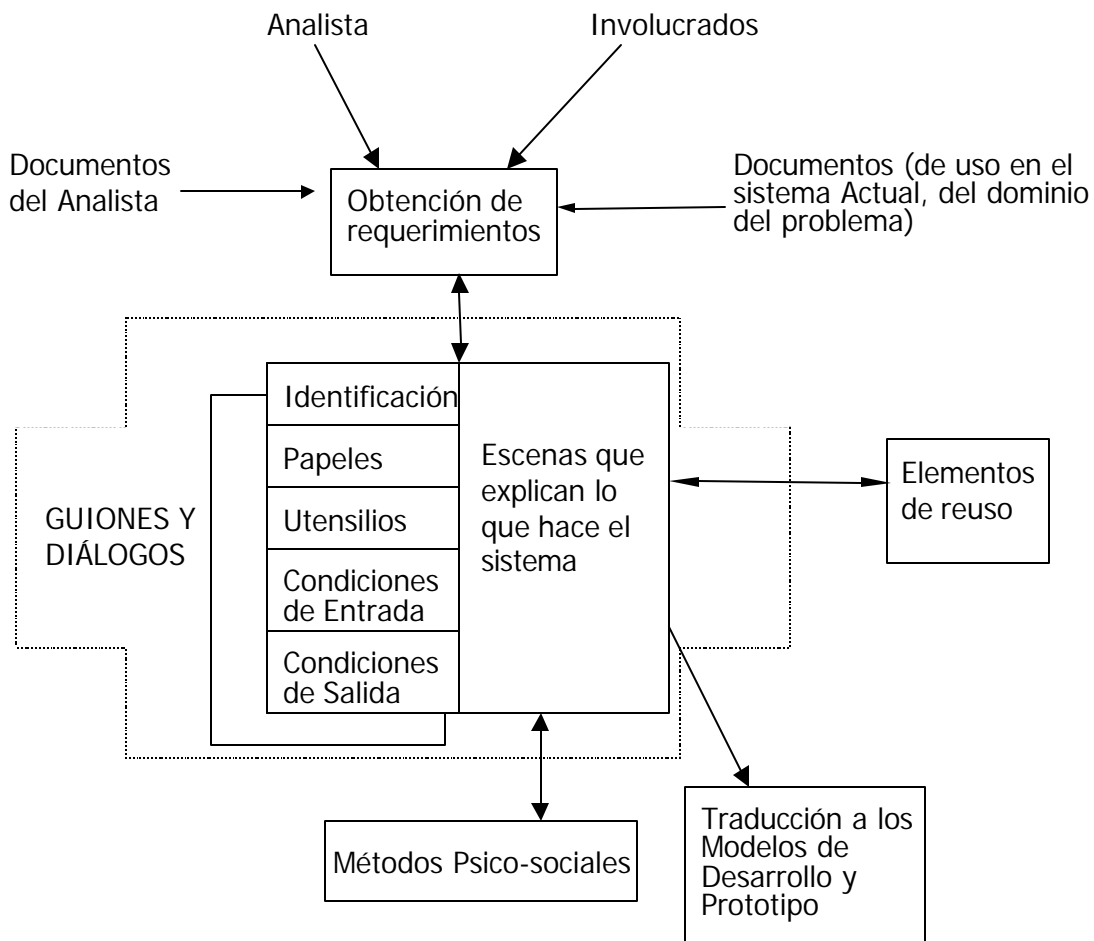 Analista
Involucrados
Documentos
del Analista
Documentos (de uso en el
sistema Actual, del dominio
del problema)
Obtención de
requerimientos
Identificación
Papeles
Utensilios
Condiciones
de Entrada
Condiciones
de Salida
Escenas que
explican lo
que hace el
sistema
GUIONES Y
DIÁLOGOS
Elementos
de reuso
Métodos Psico-sociales
Traducción a los
Modelos de
Desarrollo y
Prototipo